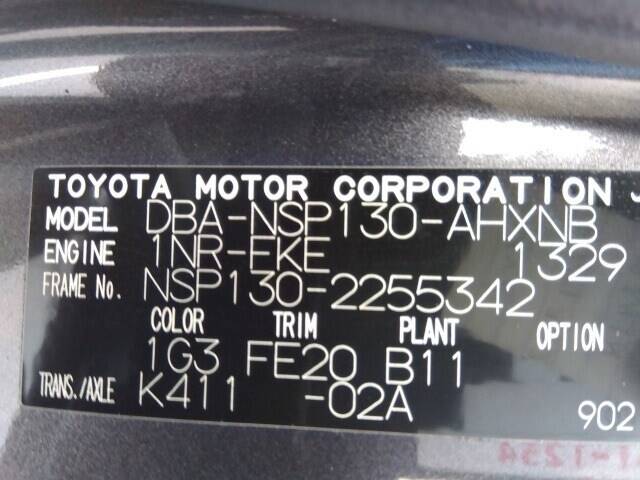 TOYOTA MOTOR CORPORATION J
MODEL DBA-NSP130-AHXNB
ENGINE 1NR-FKE 1329
FRAME No. NSP130-2255342
COLOR TRIM PLANT OPTION
1G3 FE20 B11
TRANS./AXLE K411 -02A
902